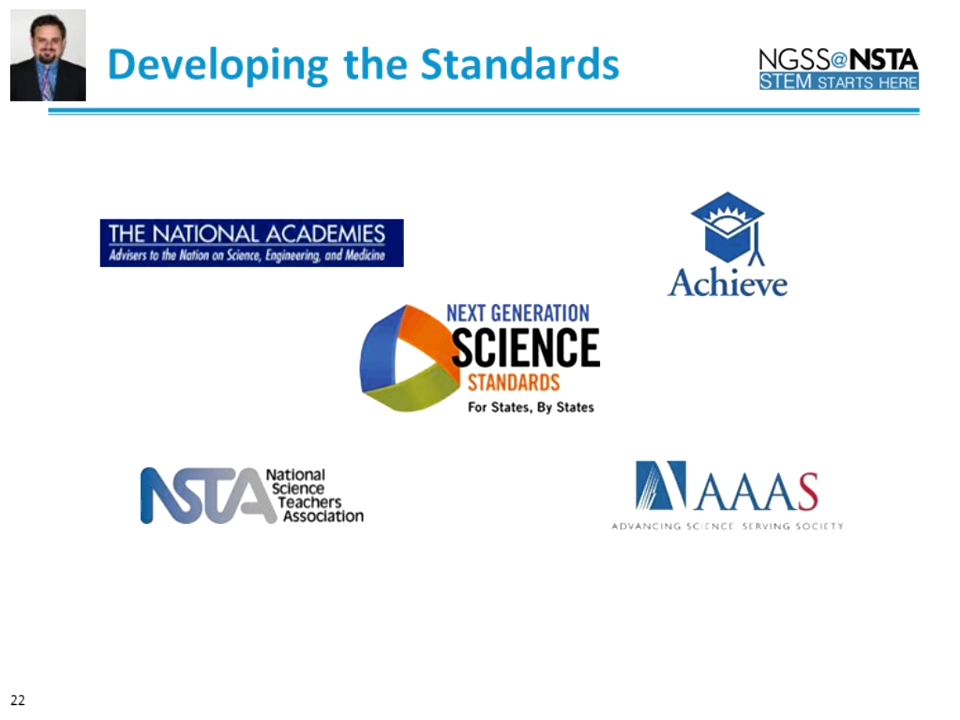 Developing the Standards
NGSS@NSTA
STEM STARTS HERE
THE NATIONAL ACADEMIES
Advisers to the Nation on Science, Engineering, and Medicine
Achieve
NEXT GENERATION
SCIENCE
STANDARDS
For States, By States
NSTA
National
Science
Teachers
Association
AAAS
ADVANCING SCIENCE. SERVING SOCIETY
22